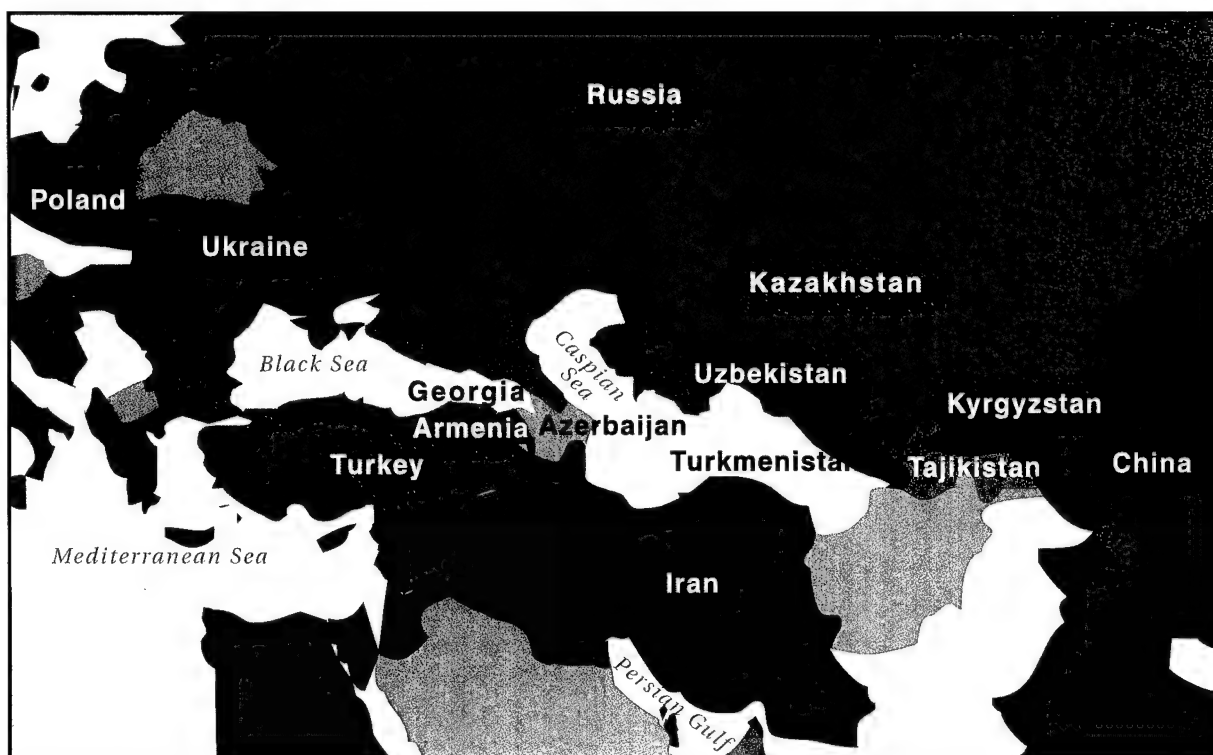 Russia
Poland
Ukraine
Kazakhstan
Black Sea
Caspian
Sea
Uzbekistan
Georgia
Kyrgyzstan
Armenia
Azerbaijan
Turkey
Turkmenistan
Tajikistan
China
Mediterranean Sea
Iran
Persian Gulf